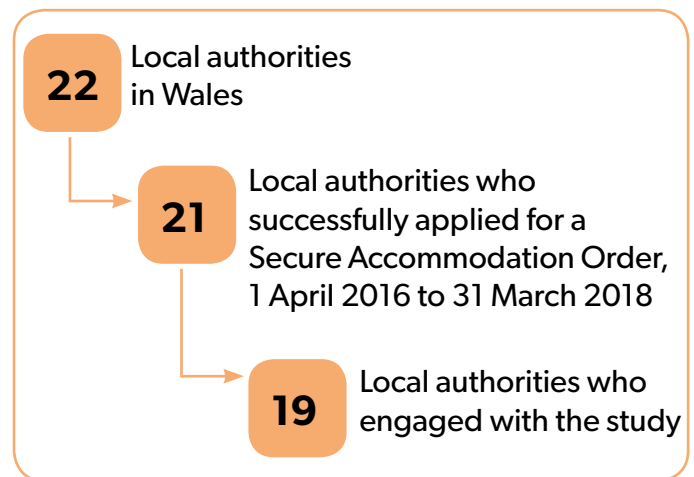 22
Local authorities
in Wales
21
Local authorities who
successfully applied for a
Secure Accommodation Order,
1 April 2016 to 31 March 2018
19
Local authorities who
engaged with the study